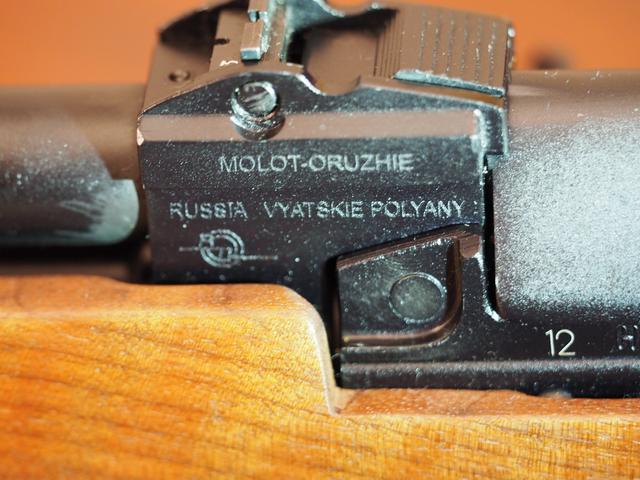 MOLOT-ORUZHIE
RUSSIA VYATSKIE POLYANY
12